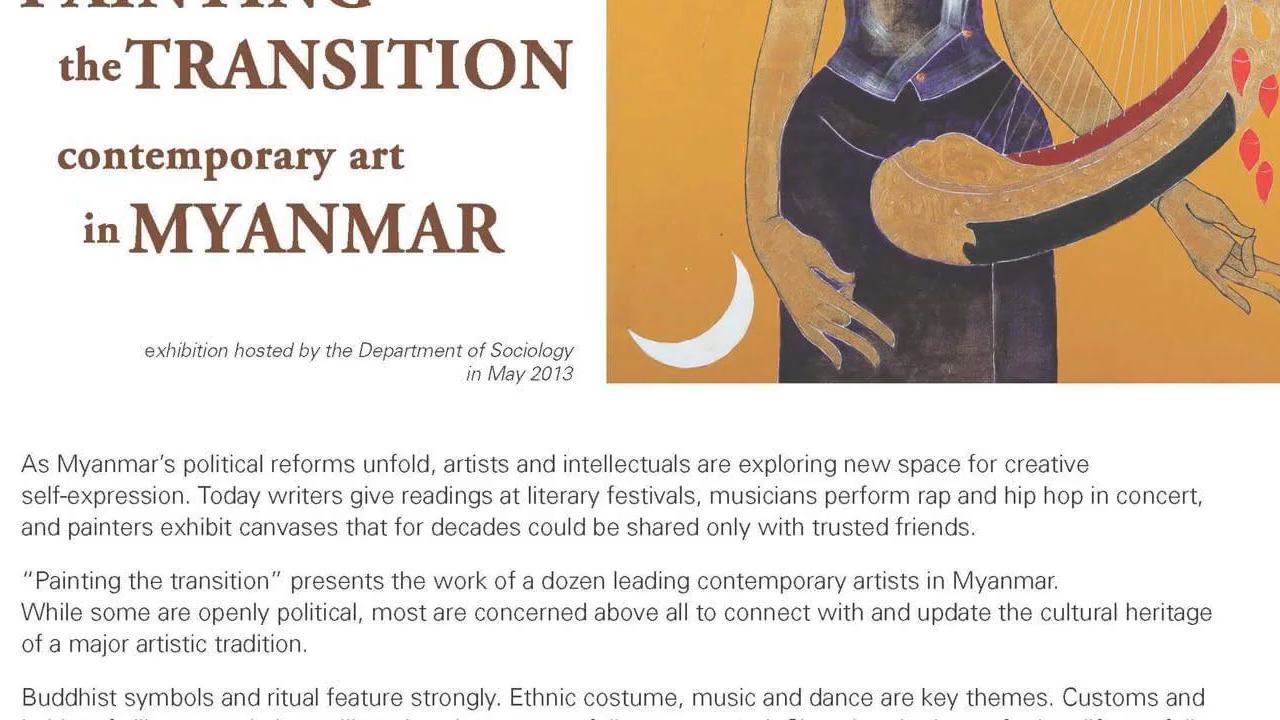 PAINTING
the TRANSITION
contemporary art
in MYANMAR
exhibition hosted by the Department of Sociology
in May 2013
As Myanmar's political reforms unfold, artists and intellectuals are exploring new space for creative
self-expression. Today writers give readings at literary festivals, musicians perform rap and hip hop in concert,
and painters exhibit canvases that for decades could be shared only with trusted friends.
“Painting the transition” presents the work of a dozen leading contemporary artists in Myanmar.
While some are openly political, most are concerned above all to connect with and update the cultural heritage
of a major artistic tradition.
Buddhist symbols and ritual feature strongly. Ethnic costume, music and dance are key themes. Customs and